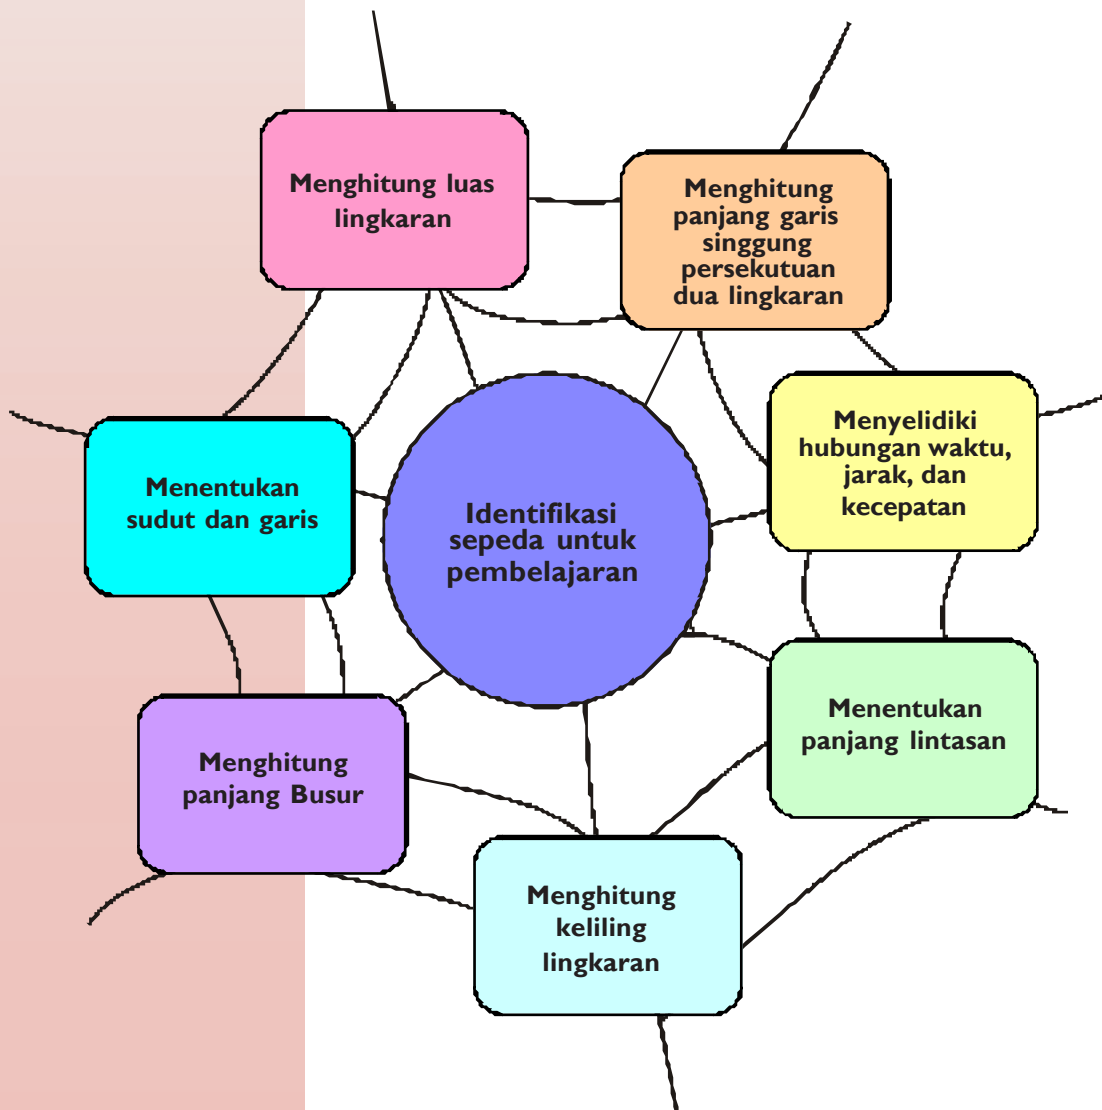 Menghitung luas
lingkaran
Menghitung
panjang garis
singgung
persekutuan
dua lingkaran
Menyelidiki
hubungan waktu,
jarak, dan
kecepatan
Menentukan
sudut dan garis
Identifikasi
sepeda untuk
pembelajaran
Menentukan
panjang lintasan
Menghitung
panjang Busur
Menghitung
keliling
lingkaran